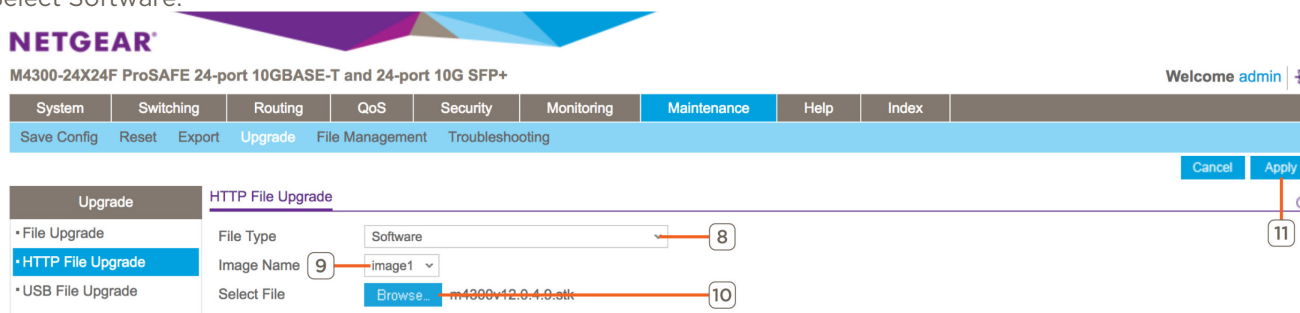 Select Software.
NETGEAR®
M4300-24X24F ProSAFE 24-port 10GBASE-T and 24-port 10G SFP+
Welcome admin
System Switching Routing QoS Security Monitoring Maintenance Help Index
Save Config Reset Export Upgrade File Management Troubleshooting
Cancel Apply
Upgrade HTTP File Upgrade
• File Upgrade File Type Software 8 11
• HTTP File Upgrade Image Name 9 image1
• USB File Upgrade Select File Browse... m4300v12.0.4.9.stk 10